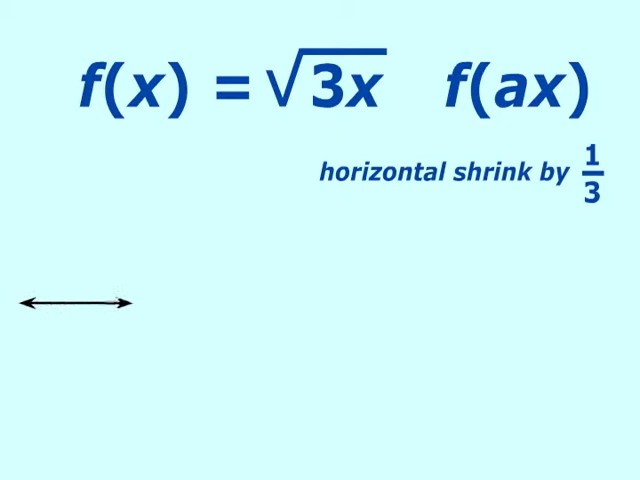 f(x) = √3x   f(ax)
horizontal shrink by 1/3